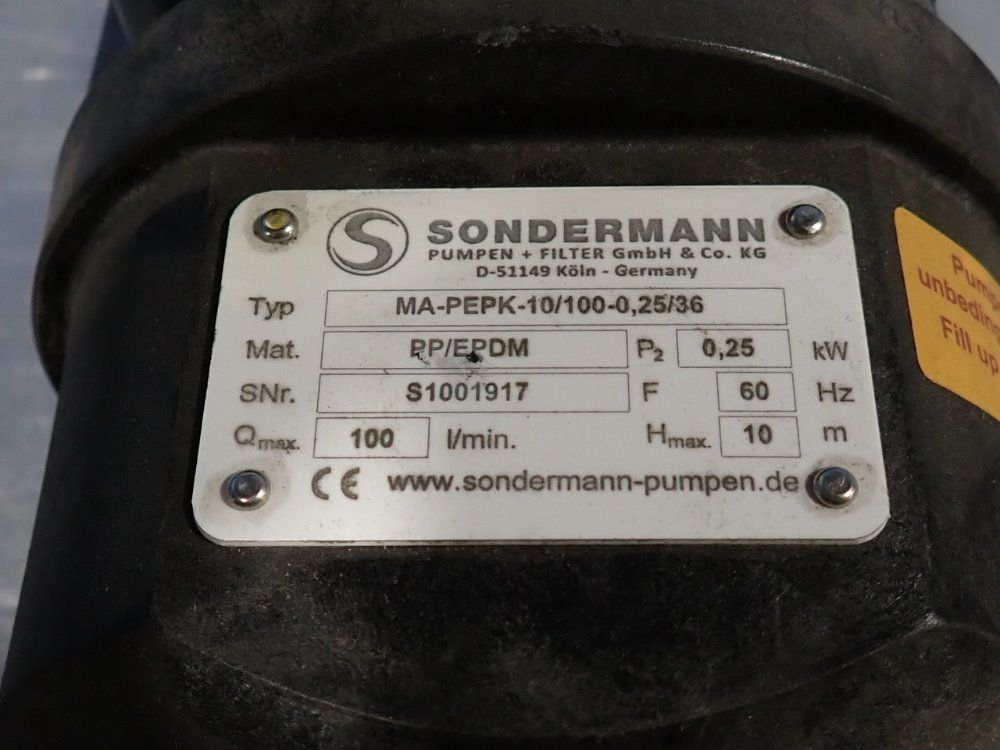 SONDERMANN
PUMPEN + FILTER GmbH & Co. KG
D-51149 Köln - Germany
Typ MA-PEPK-10/100-0,25/36
Mat. PP/EPDM P₂ 0,25 kW
SNr. S1001917 F 60 Hz
Qmax. 100 l/min. Hmax. 10 m
CE www.sondermann-pumpen.de
Fill up